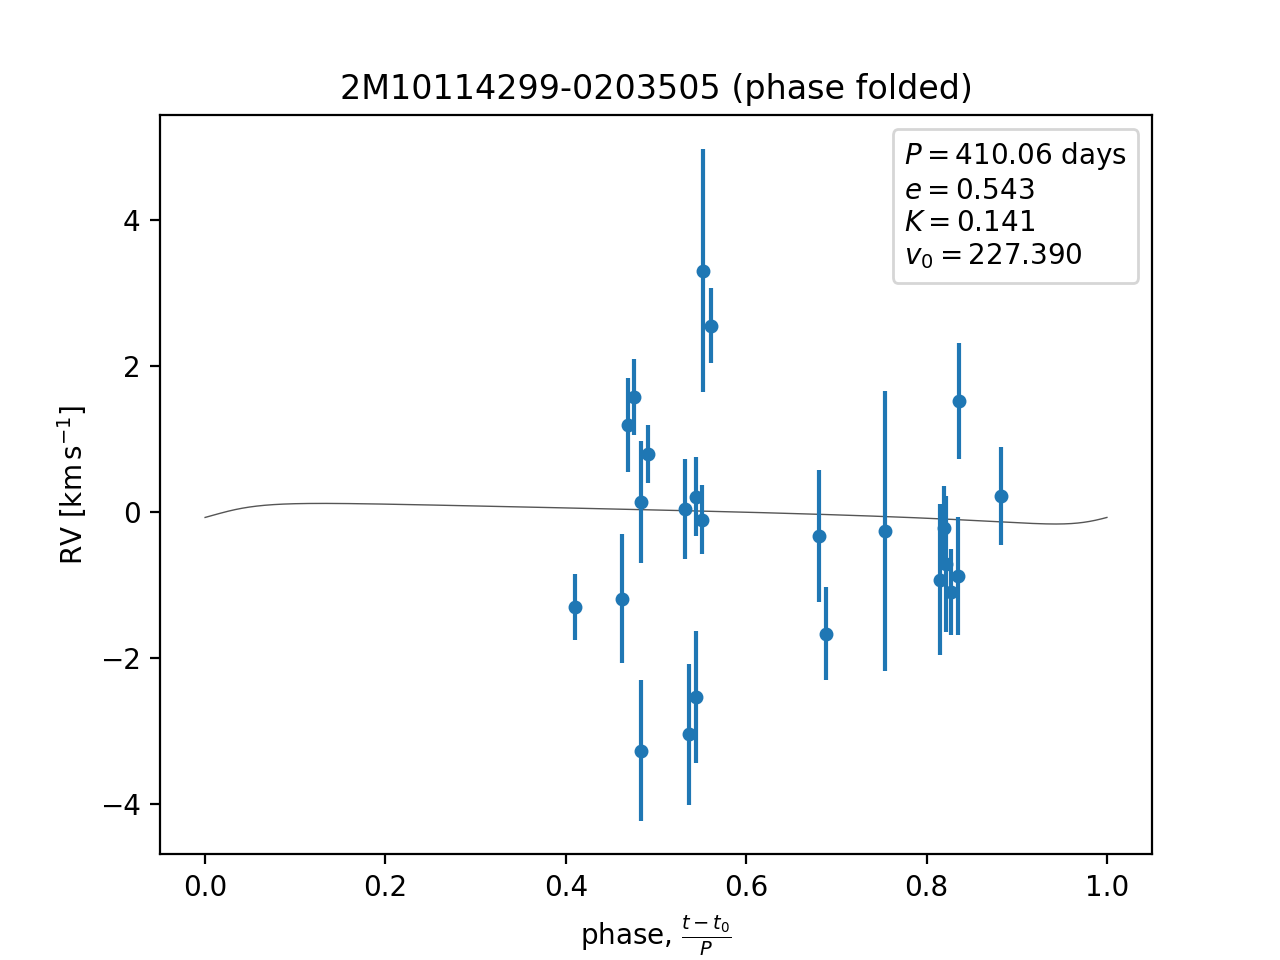 2M10114299-0203505 (phase folded)
P = 410.06 days
e = 0.543
K = 0.141
v₀ = 227.390
RV [km s⁻¹]
4
2
0
−2
−4
0.0 0.2 0.4 0.6 0.8 1.0
phase, (t − t₀)/P